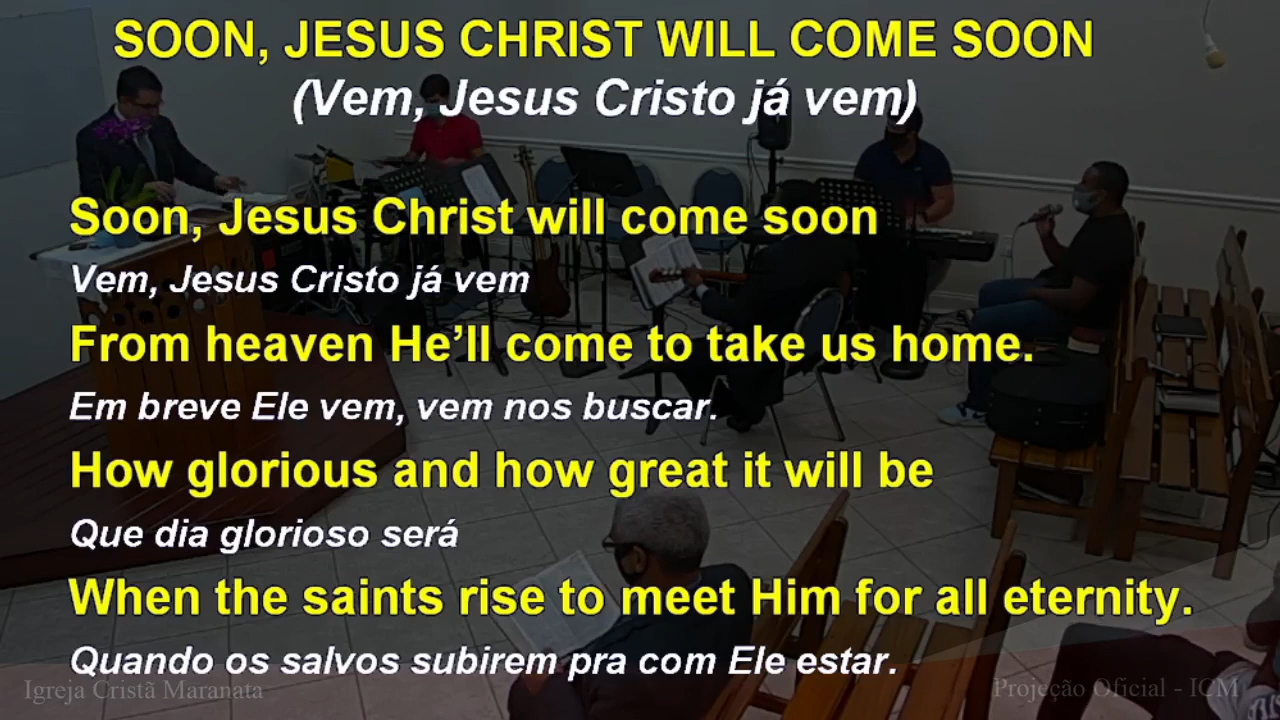 SOON, JESUS CHRIST WILL COME SOON
(Vem, Jesus Cristo já vem)
Soon, Jesus Christ will come soon
Vem, Jesus Cristo já vem
From heaven He’ll come to take us home.
Em breve Ele vem, vem nos buscar.
How glorious and how great it will be
Que dia glorioso será
When the saints rise to meet Him for all eternity.
Quando os salvos subirem pra com Ele estar.
Igreja Cristã Maranata
Projeção Oficial - ICM